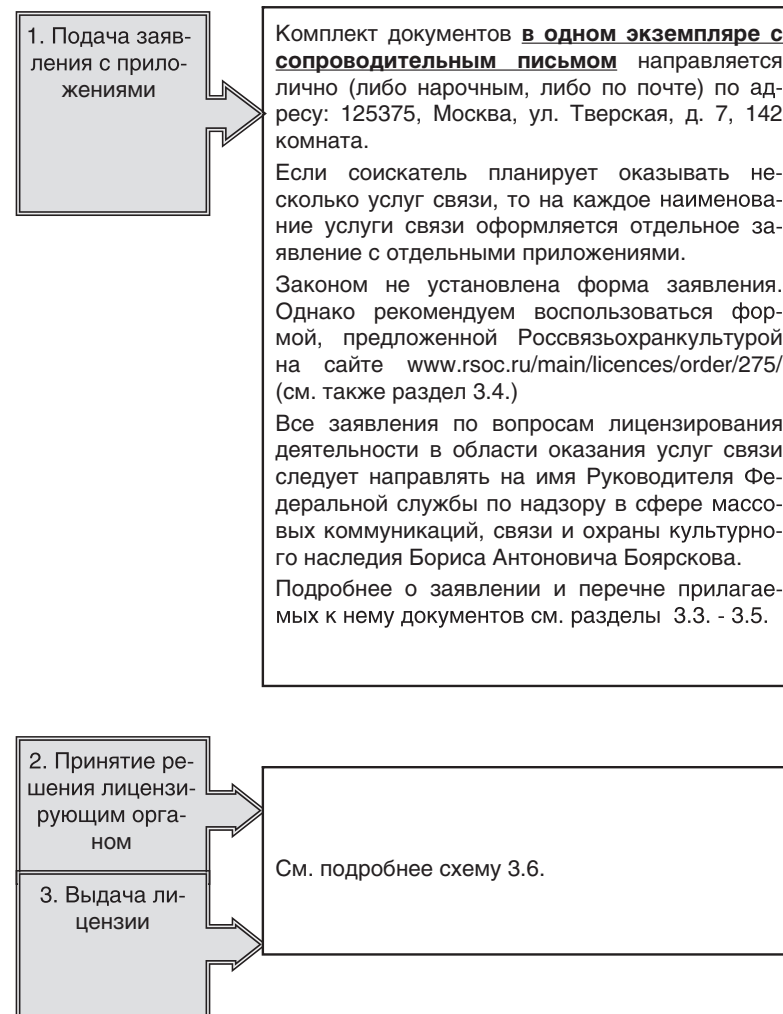 1. Подача заяв-
ления с прило-
жениями
Комплект документов в одном экземпляре с
сопроводительным письмом направляется
лично (либо нарочным, либо по почте) по ад-
ресу: 125375, Москва, ул. Тверская, д. 7, 142
комната.
Если соискатель планирует оказывать не-
сколько услуг связи, то на каждое наименова-
ние услуги связи оформляется отдельное за-
явление с отдельными приложениями.
Законом не установлена форма заявления.
Однако рекомендуем воспользоваться фор-
мой, предложенной Россвязьохранкультурой
на сайте www.rsoc.ru/main/licences/order/275/
(см. также раздел 3.4.)
Все заявления по вопросам лицензирования
деятельности в области оказания услуг связи
следует направлять на имя Руководителя Фе-
деральной службы по надзору в сфере массо-
вых коммуникаций, связи и охраны культурно-
го наследия Бориса Антоновича Боярскова.
Подробнее о заявлении и перечне прилагае-
мых к нему документов см. разделы 3.3. - 3.5.
2. Принятие ре-
шения лицензи-
рующим орга-
ном
3. Выдача ли-
цензии
См. подробнее схему 3.6.